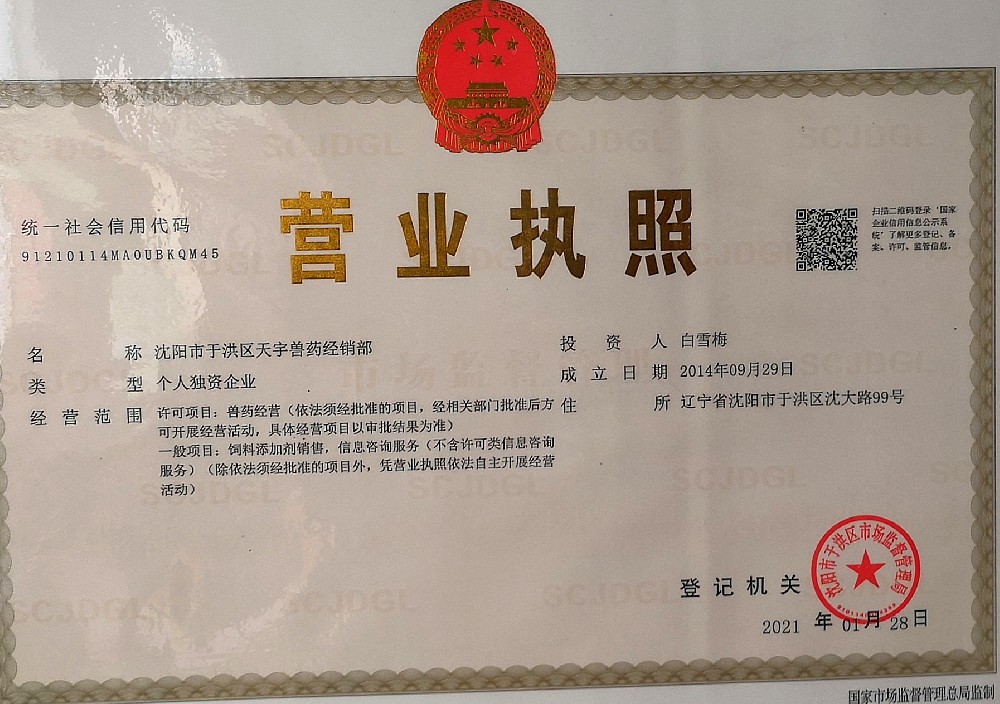 营业执照
统一社会信用代码
91210114MA0UBKQM45
扫描二维码登录‘国家
企业信用信息公示系
统’了解更多登记、备
案、许可、监管信息。
名称 沈阳市于洪区天宇兽药经销部
类型 个人独资企业
经营范围 许可项目：兽药经营（依法须经批准的项目，经相关部门批准后方
可开展经营活动，具体经营项目以审批结果为准）
一般项目：饲料添加剂销售，信息咨询服务（不含许可类信息咨询
服务）（除依法须经批准的项目外，凭营业执照依法自主开展经营
活动）
投资人 白雪梅
成立日期 2014年09月29日
住所 辽宁省沈阳市于洪区沈大路99号
登记机关
沈阳市于洪区市场监督管理局
2021 年 01月 28日
国家市场监督管理总局监制
SCJDGL
市场监督管理